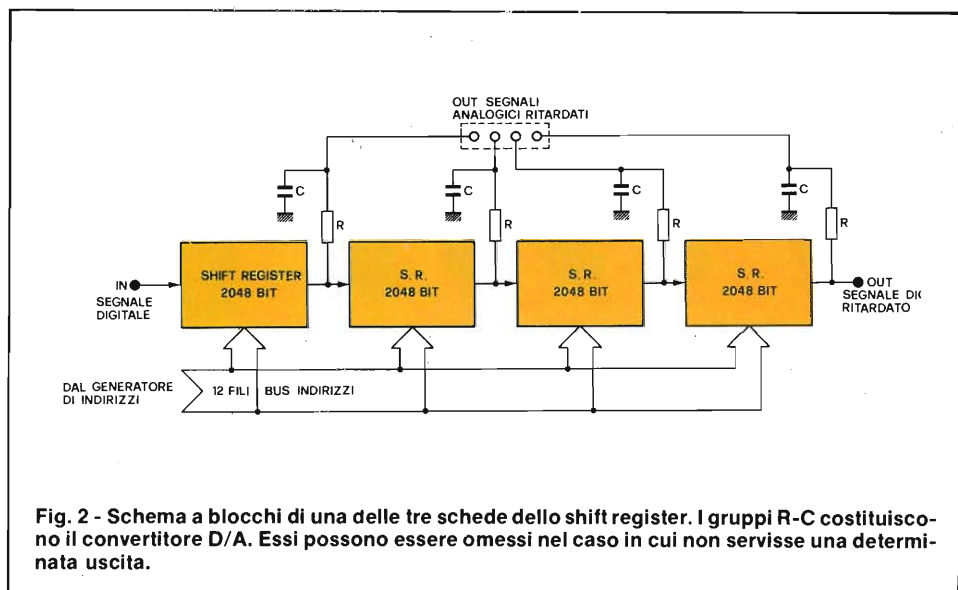 OUT SEGNALI
ANALOGICI RITARDATI
C
C
C
C
R
R
R
R
IN
SEGNALE
DIGITALE
SHIFT REGISTER
2048 BIT
S.R.
2048 BIT
S.R.
2048 BIT
S.R.
2048 BIT
OUT
SEGNALE DI
RITARDATO
DAL GENERATORE
DI INDIRIZZI
12 FILI BUS INDIRIZZI
Fig. 2 - Schema a blocchi di una delle tre schede dello shift register. I gruppi R-C costituisco-
no il convertitore D/A. Essi possono essere omessi nel caso in cui non servisse una determi-
nata uscita.